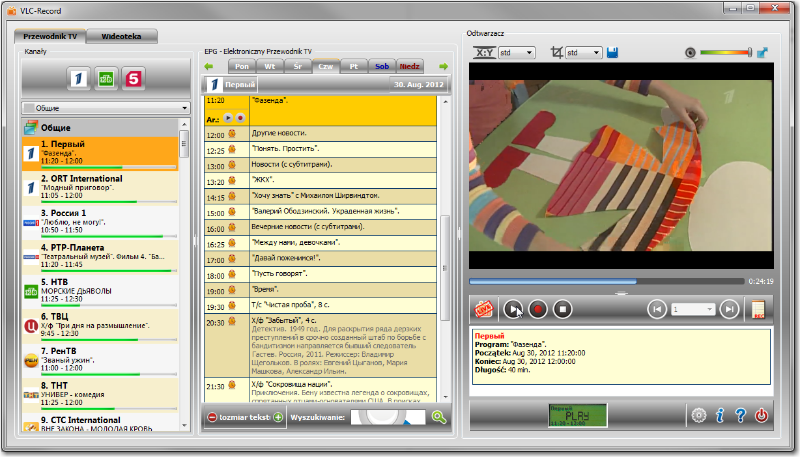 VLC-Record
Przewodnik TV
Wideoteka
Kanały
5
Общие
Общие
1. Первый
"Фазенда".
11:20 - 12:00
2. ORT International
"Модный приговор".
11:05 - 12:00
3. Россия 1
"Люблю, не могу!".
10:50 - 11:50
4. РТР-Планета
"Театральный музей". Фильм 4. "Ба...
11:20 - 11:45
5. НТВ
МОРСКИЕ ДЬЯВОЛЫ
11:25 - 12:30
6. ТВЦ
Х/ф "Три дня на размышление".
9:45 - 12:30
7. РенТВ
"Званый ужин".
11:00 - 12:00
8. ТНТ
УНИВЕР - комедия
11:25 - 12:00
9. СТС International
ВНЕ ЗАКОНА - МОЛОДАЯ КРОВЬ
EPG - Elektroniczny Przewodnik TV
Pon Wt Śr Czw Pt Sob Niedz
Первый 30. Aug. 2012
11:20 "Фазенда".
Ar.:
12:00 Другие новости.
12:25 "Понять. Простить".
13:00 Новости (с субтитрами).
13:20 "ЖКХ".
14:15 "Хочу знать" с Михаилом Ширвиндтом.
15:00 "Валерий Ободзинский. Украденная жизнь".
16:00 Вечерние новости (с субтитрами).
16:25 "Между нами, девочками".
17:00 "Давай поженимся!".
18:00 "Пусть говорят".
19:00 "Время".
19:30 Т/с "Чистая проба", 8 с.
20:30 Х/ф "Забытый", 4 с.
Детектив. 1949 год. Для раскрытия ряда дерзких
преступлений в срочно созданный штаб по борьбе с
бандитизмом направляется бывший следователь
Гастев. Россия, 2011. Режиссер: Владимир
Щегольков. В ролях: Евгений Цыганов, Мария
Машкова, Александр Ильин.
21:30 Х/ф "Сокровища нации".
Приключения. Бену известна легенда о сокровищах,
rozmiar tekstu
Wyszukiwanie:
Odtwarzacz
X:Y std std
0:24:19
LIVE
1
REC
Первый
Program: "Фазенда".
Początek: Aug 30, 2012 11:20:00
Koniec: Aug 30, 2012 12:00:00
Długość: 40 min.
Первый
PLAY
11:20 - 12:00